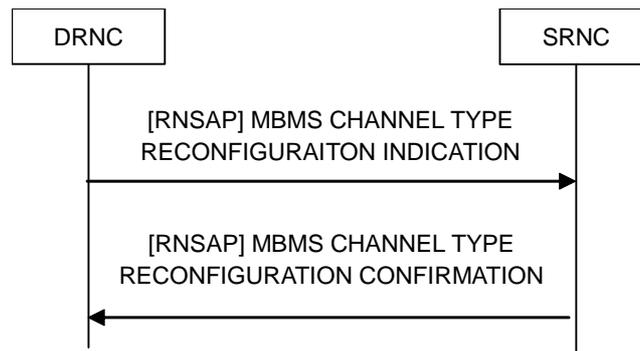 DRNC
SRNC
[RNSAP] MBMS CHANNEL TYPE
RECONFIGURAITON INDICATION
[RNSAP] MBMS CHANNEL TYPE
RECONFIGURATION CONFIRMATION